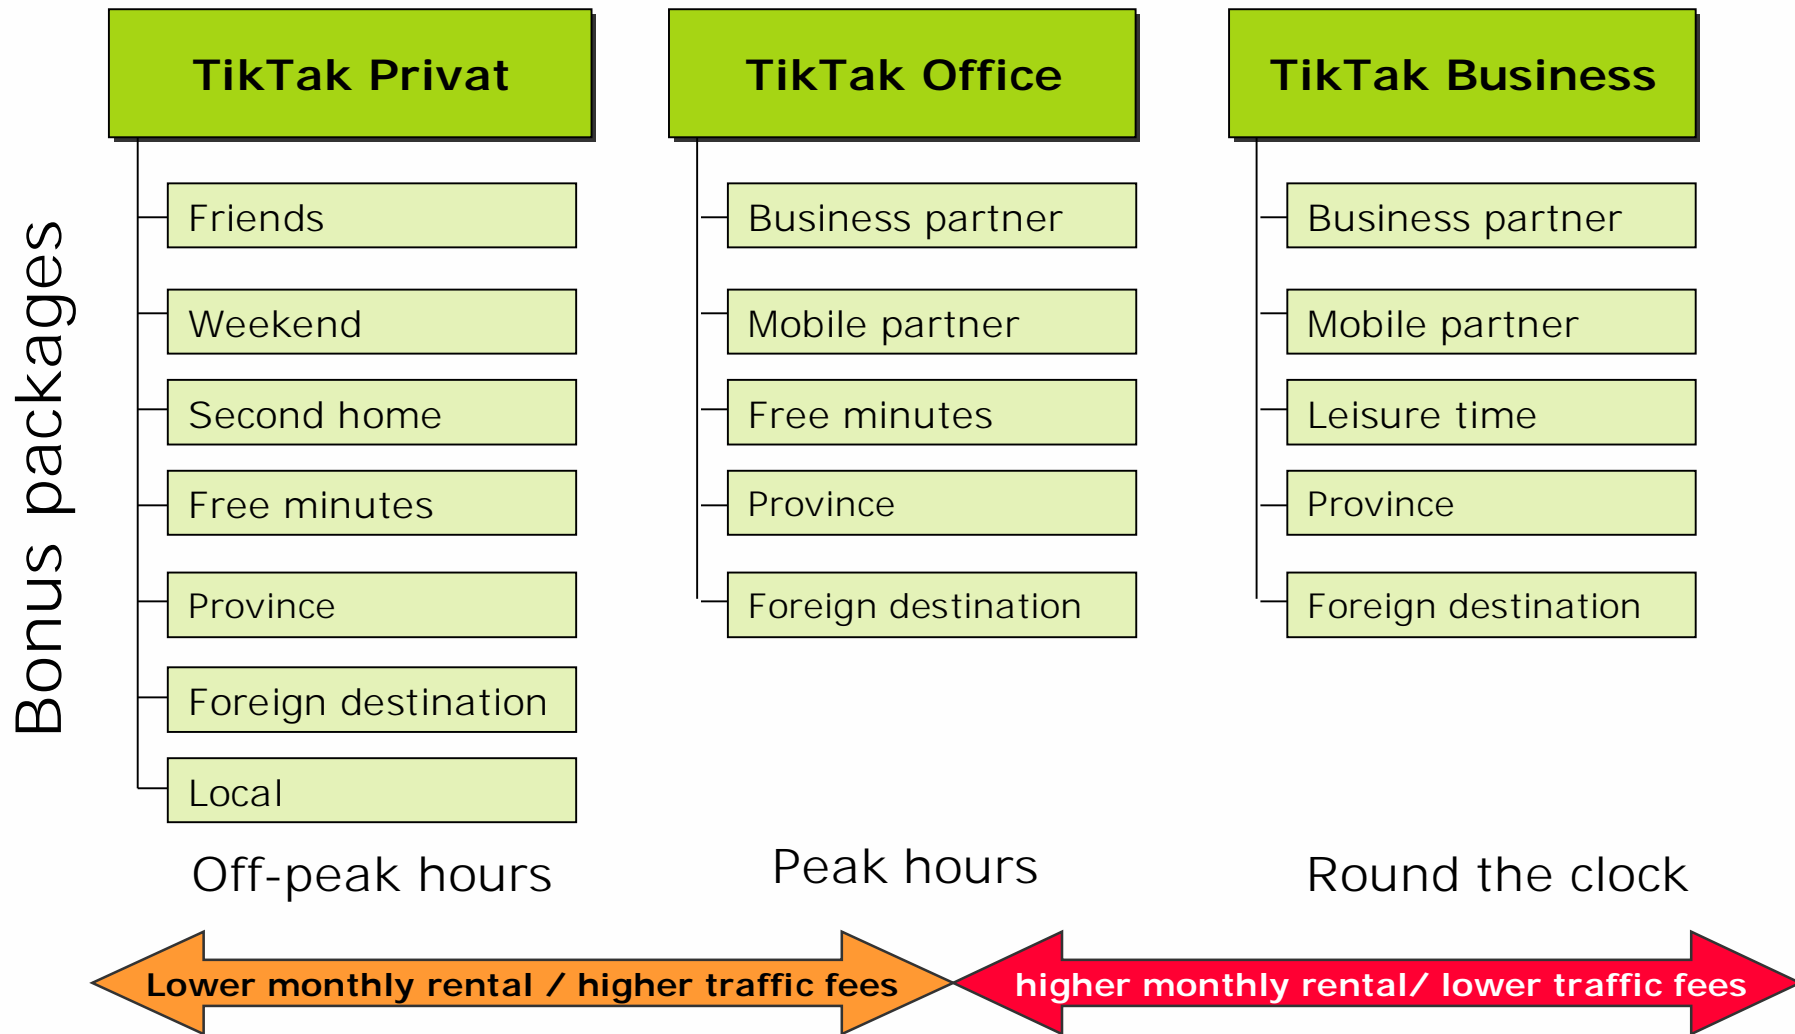 TikTak Privat
TikTak Office
TikTak Business
Bonus packages
Friends
Weekend
Second home
Free minutes
Province
Foreign destination
Local
Business partner
Mobile partner
Free minutes
Province
Foreign destination
Business partner
Mobile partner
Leisure time
Province
Foreign destination
Off-peak hours
Peak hours
Round the clock
Lower monthly rental / higher traffic fees
higher monthly rental/ lower traffic fees